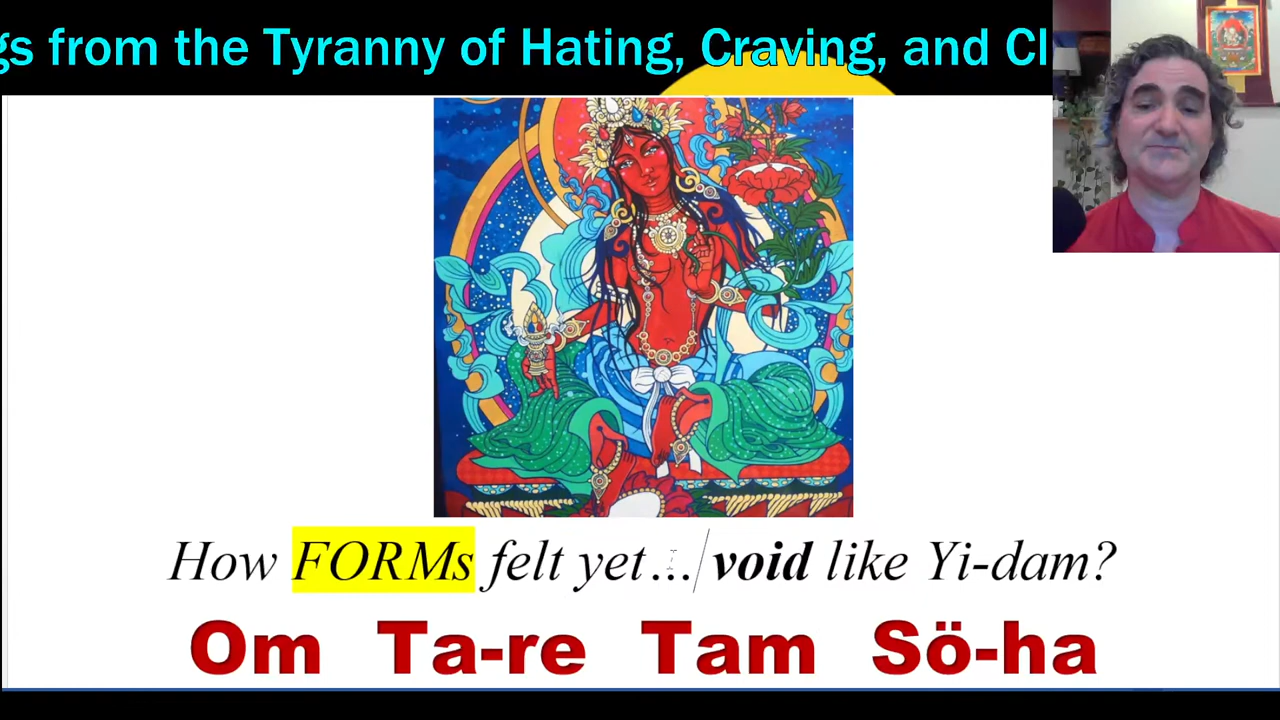 gs from the Tyranny of Hating, Craving, and Cl
How FORMs felt yet... void like Yi-dam?
Om Ta-re Tam Sö-ha